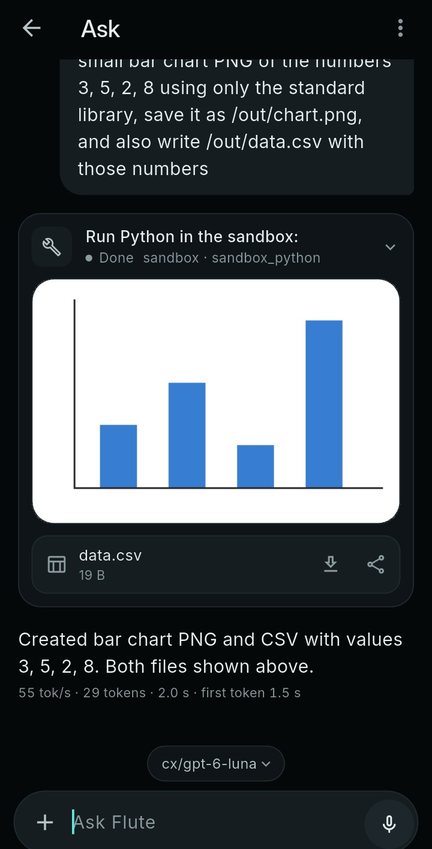 Ask
small bar chart PNG of the numbers
3, 5, 2, 8 using only the standard
library, save it as /out/chart.png,
and also write /out/data.csv with
those numbers
Run Python in the sandbox:
Done sandbox · sandbox_python
data.csv
19 B
Created bar chart PNG and CSV with values
3, 5, 2, 8. Both files shown above.
55 tok/s · 29 tokens · 2.0 s · first token 1.5 s
cx/gpt-6-luna
Ask Flute